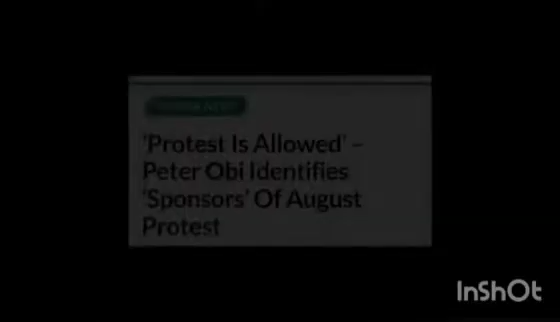 'Protest Is Allowed' –
Peter Obi Identifies
'Sponsors' Of August
Protest
InShOt